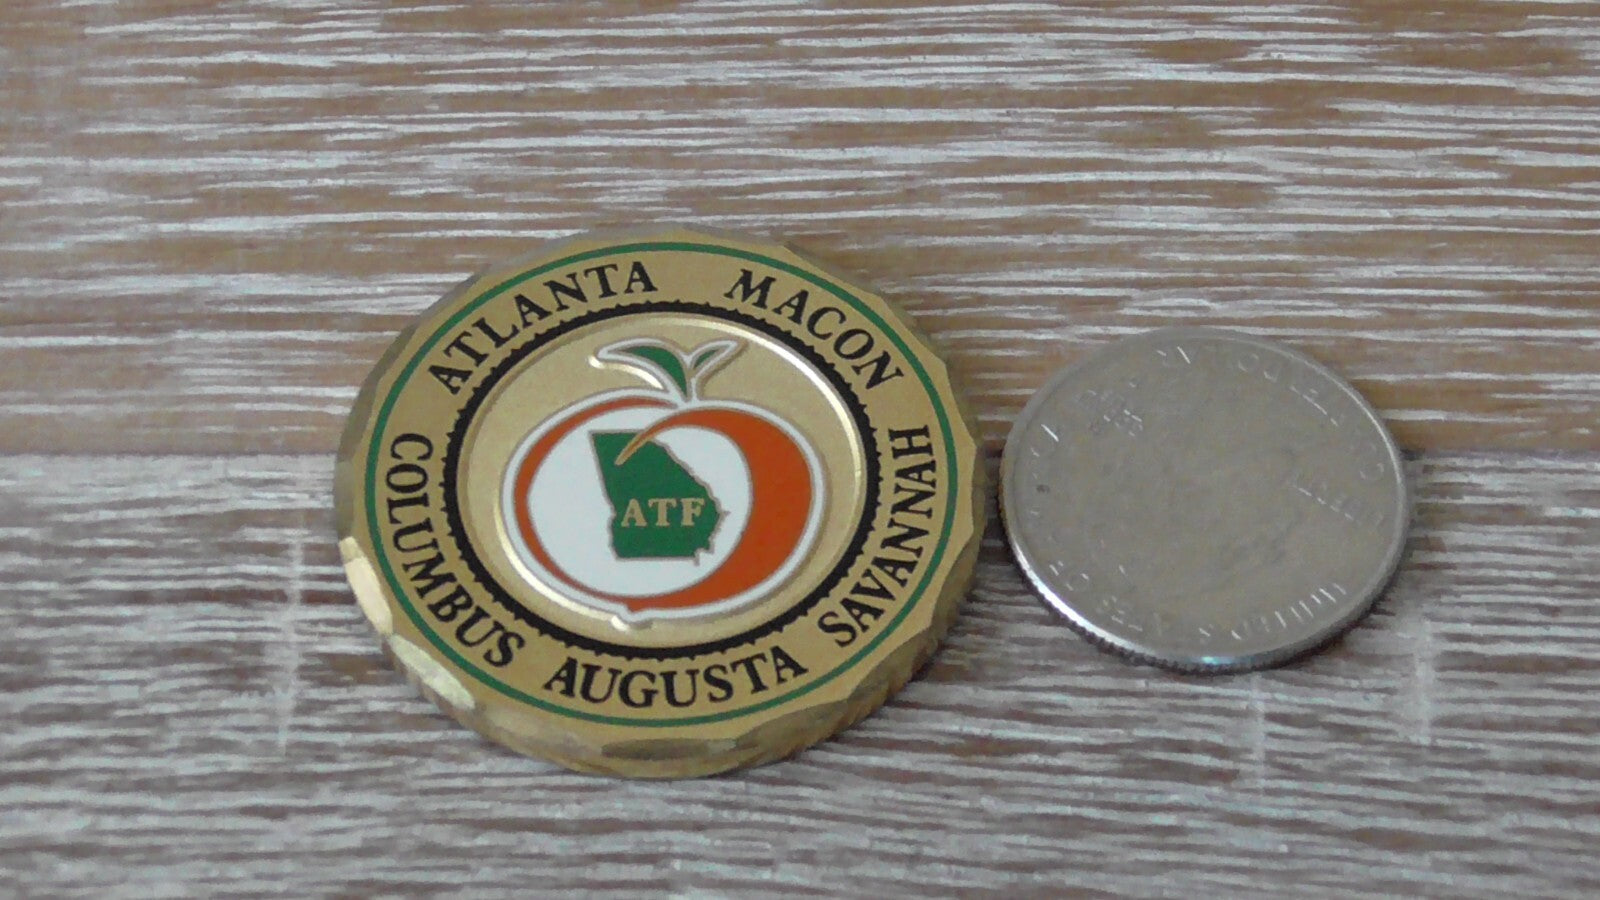 ATLANTA
MACON
SAVANNAH
AUGUSTA
COLUMBUS
ATF